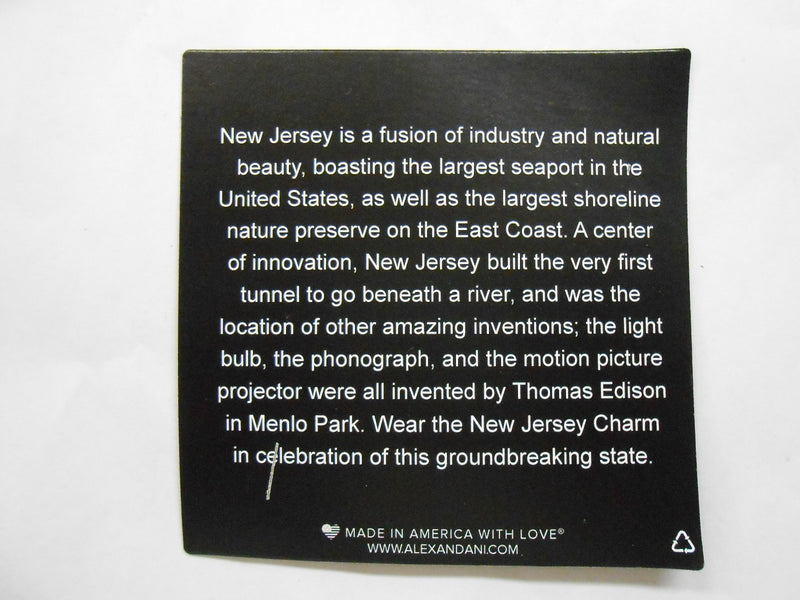 New Jersey is a fusion of industry and natural
beauty, boasting the largest seaport in the
United States, as well as the largest shoreline
nature preserve on the East Coast. A center
of innovation, New Jersey built the very first
tunnel to go beneath a river, and was the
location of other amazing inventions; the light
bulb, the phonograph, and the motion picture
projector were all invented by Thomas Edison
in Menlo Park. Wear the New Jersey Charm
in celebration of this groundbreaking state.
MADE IN AMERICA WITH LOVE®
WWW.ALEXANDANI.COM